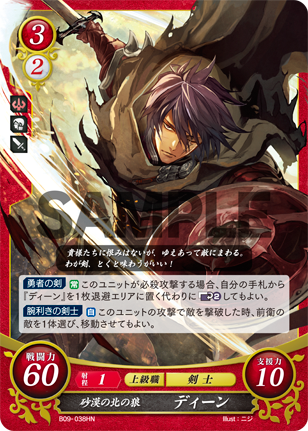 3
2
SAMPLE
貴様たちに恨みはないが、ゆえあって敵にまわる。
わが剣、とくと味わうがいい!
勇者の剣 常 このユニットが必殺攻撃する場合、自分の手札から
『ディーン』を1枚退避エリアに置く代わりに してもよい。
腕利きの剣士 自 このユニットの攻撃で敵を撃破した時、前衛の
敵を1体選び、移動させてもよい。
戦闘力
60
射程 1 上級職 剣士
支援力
10
砂漠の北の狼 ディーン
B09-038HN
Illust:ニジ